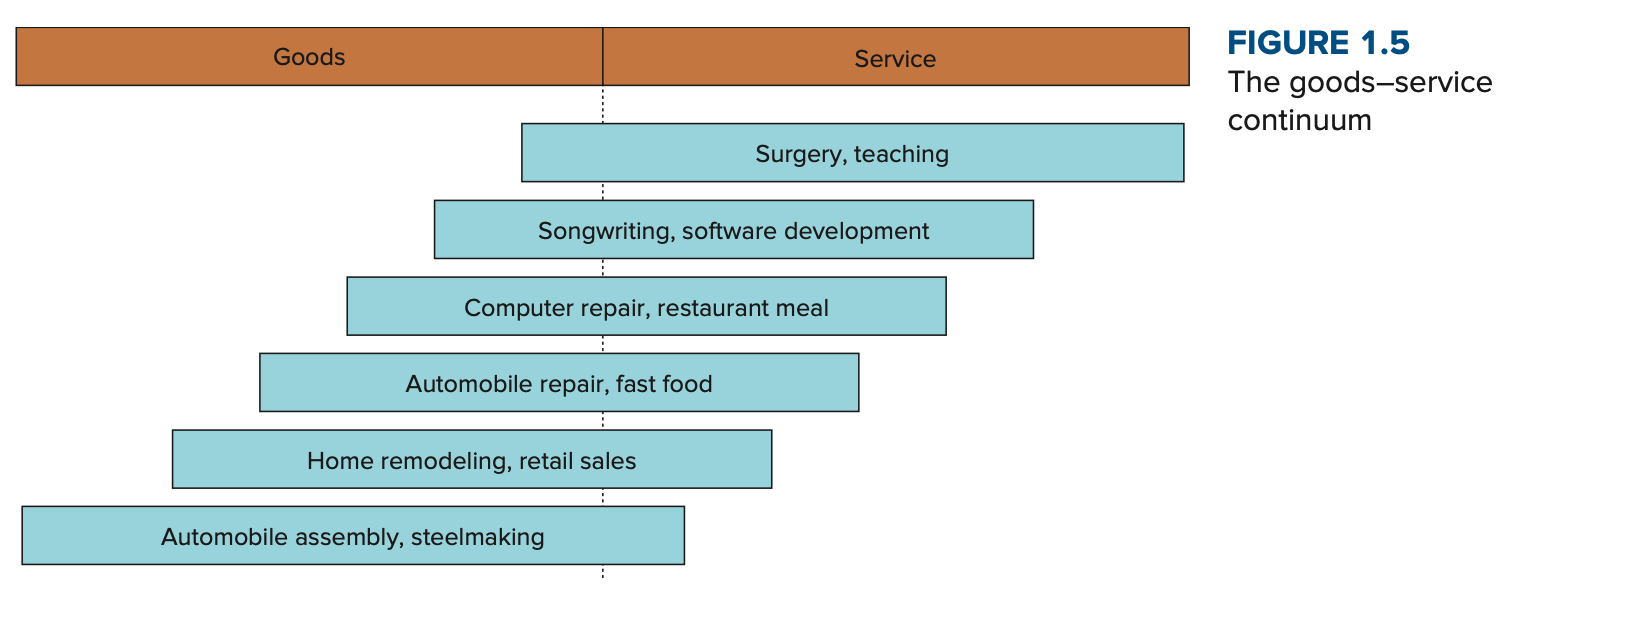 Goods
Service
FIGURE 1.5
The goods–service
continuum
Surgery, teaching
Songwriting, software development
Computer repair, restaurant meal
Automobile repair, fast food
Home remodeling, retail sales
Automobile assembly, steelmaking